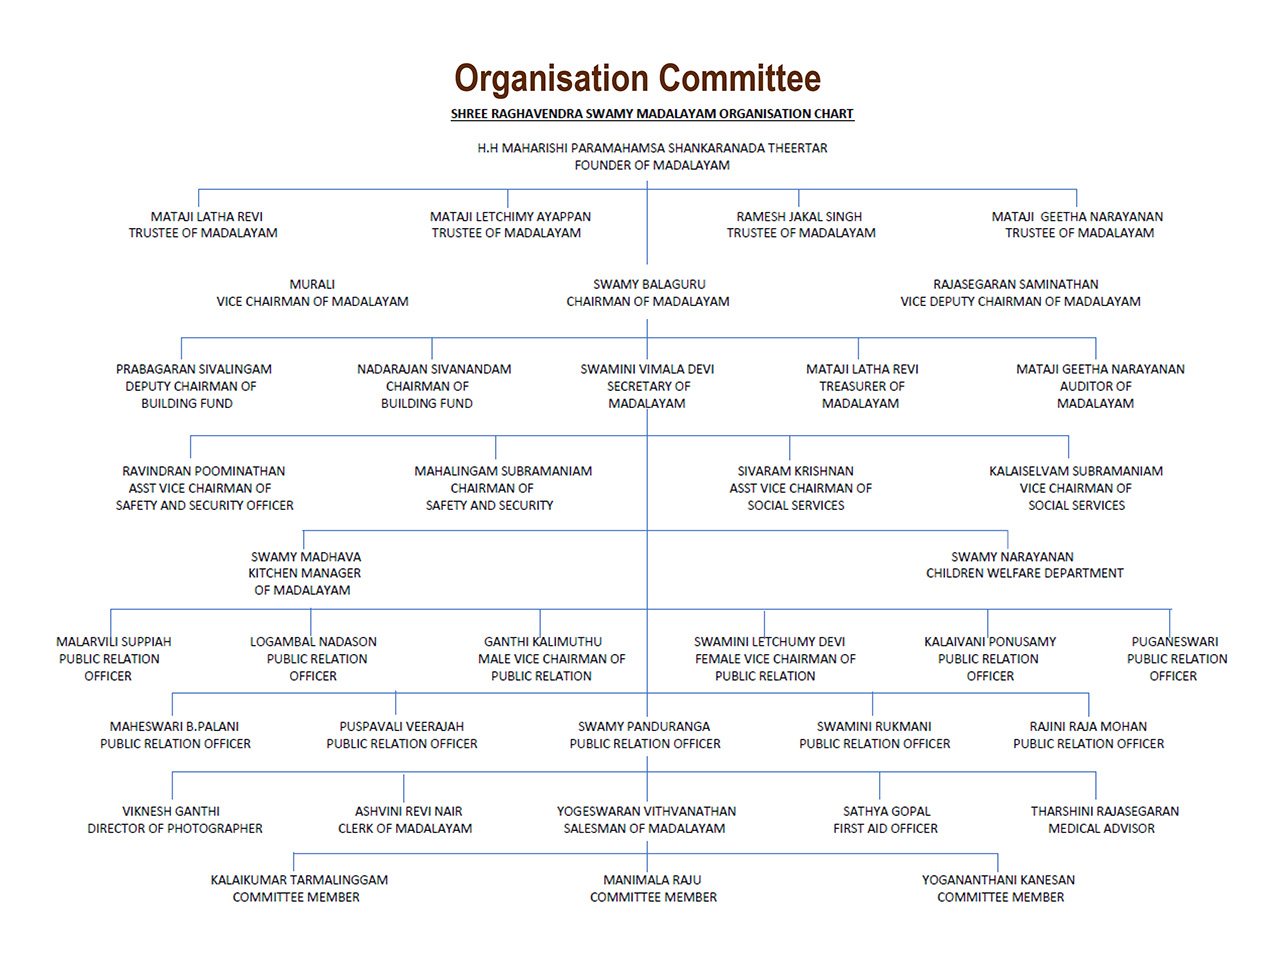 Organisation Committee
SHREE RAGHAVENDRA SWAMY MADALAYAM ORGANISATION CHART
H.H MAHARISHI PARAMAHAMSA SHANKARANADA THEERTAR
FOUNDER OF MADALAYAM
MATAJI LATHA REVI
TRUSTEE OF MADALAYAM
MATAJI LETCHIMY AYAPPAN
TRUSTEE OF MADALAYAM
RAMESH JAKAL SINGH
TRUSTEE OF MADALAYAM
MATAJI GEETHA NARAYANAN
TRUSTEE OF MADALAYAM
MURALI
VICE CHAIRMAN OF MADALAYAM
SWAMY BALAGURU
CHAIRMAN OF MADALAYAM
RAJASEGARAN SAMINATHAN
VICE DEPUTY CHAIRMAN OF MADALAYAM
PRABAGARAN SIVALINGAM
DEPUTY CHAIRMAN OF
BUILDING FUND
NADARAJAN SIVANANDAM
CHAIRMAN OF
BUILDING FUND
SWAMINI VIMALA DEVI
SECRETARY OF
MADALAYAM
MATAJI LATHA REVI
TREASURER OF
MADALAYAM
MATAJI GEETHA NARAYANAN
AUDITOR OF
MADALAYAM
RAVINDRAN POOMINATHAN
ASST VICE CHAIRMAN OF
SAFETY AND SECURITY OFFICER
MAHALINGAM SUBRAMANIAM
CHAIRMAN OF
SAFETY AND SECURITY
SIVARAM KRISHNAN
ASST VICE CHAIRMAN OF
SOCIAL SERVICES
KALAISELVAM SUBRAMANIAM
VICE CHAIRMAN OF
SOCIAL SERVICES
SWAMY MADHAVA
KITCHEN MANAGER
OF MADALAYAM
SWAMY NARAYANAN
CHILDREN WELFARE DEPARTMENT
MALARVILI SUPPIAH
PUBLIC RELATION
OFFICER
LOGAMBAL NADASON
PUBLIC RELATION
OFFICER
GANTHI KALIMUTHU
MALE VICE CHAIRMAN OF
PUBLIC RELATION
SWAMINI LETCHUMY DEVI
FEMALE VICE CHAIRMAN OF
PUBLIC RELATION
KALAIVANI PONUSAMY
PUBLIC RELATION
OFFICER
PUGANESWARI
PUBLIC RELATION
OFFICER
MAHESWARI B.PALANI
PUBLIC RELATION OFFICER
PUSPAVALI VEERAJAH
PUBLIC RELATION OFFICER
SWAMY PANDURANGA
PUBLIC RELATION OFFICER
SWAMINI RUKMANI
PUBLIC RELATION OFFICER
RAJINI RAJA MOHAN
PUBLIC RELATION OFFICER
VIKNESH GANTHI
DIRECTOR OF PHOTOGRAPHER
ASHVINI REVI NAIR
CLERK OF MADALAYAM
YOGESWARAN VITHVANATHAN
SALESMAN OF MADALAYAM
SATHYA GOPAL
FIRST AID OFFICER
THARSHINI RAJASEGARAN
MEDICAL ADVISOR
KALAIKUMAR TARMALINGGAM
COMMITTEE MEMBER
MANIMALA RAJU
COMMITTEE MEMBER
YOGANANTHANI KANESAN
COMMITTEE MEMBER